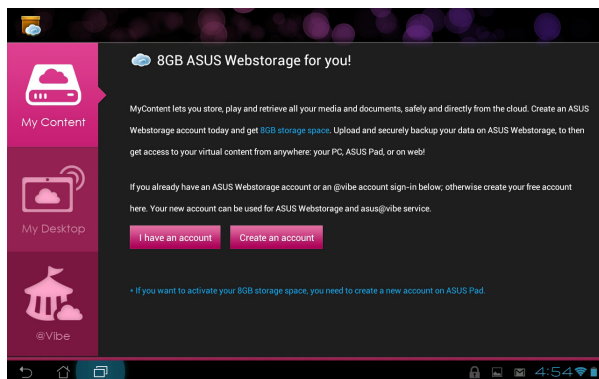 8GB ASUS Webstorage for you!
My Content
MyContent lets you store, play and retrieve all your media and documents, safely and directly from the cloud. Create an ASUS
Webstorage account today and get 8GB storage space. Upload and securely backup your data on ASUS Webstorage, to then
get access to your virtual content from anywhere: your PC, ASUS Pad, or on web!
If you already have an ASUS Webstorage account or an @vibe account sign-in below; otherwise create your free account
here. Your new account can be used for ASUS Webstorage and asus@vibe service.
My Desktop
I have an account
Create an account
* If you want to activate your 8GB storage space, you need to create a new account on ASUS Pad.
@Vibe
4:54